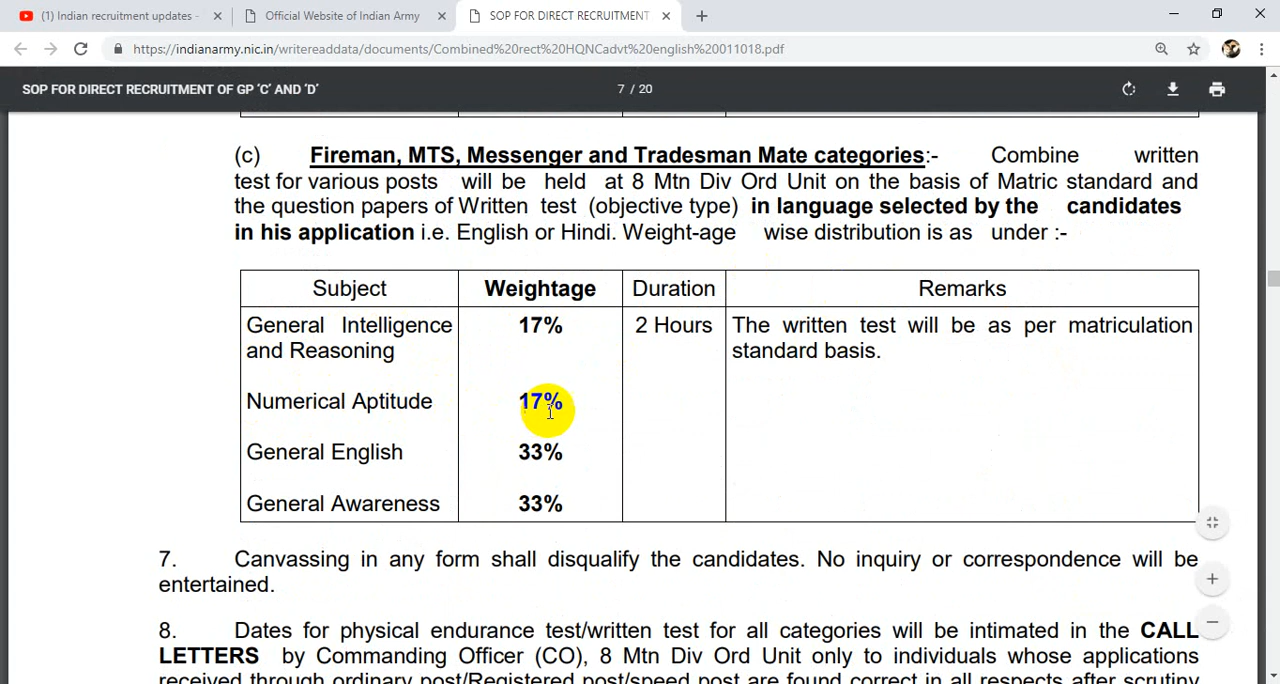 (1) Indian recruitment updates -
Official Website of Indian Army
SOP FOR DIRECT RECRUITMENT
https://indianarmy.nic.in/writereaddata/documents/Combined%20rect%20HQNCadvt%20english%20011018.pdf
SOP FOR DIRECT RECRUITMENT OF GP 'C' AND 'D'
7 / 20
(c) Fireman, MTS, Messenger and Tradesman Mate categories:- Combine written
test for various posts will be held at 8 Mtn Div Ord Unit on the basis of Matric standard and
the question papers of Written test (objective type) in language selected by the candidates
in his application i.e. English or Hindi. Weight-age wise distribution is as under :-
Subject Weightage Duration Remarks
General Intelligence 17% 2 Hours The written test will be as per matriculation
and Reasoning standard basis.
Numerical Aptitude 17%
General English 33%
General Awareness 33%
7. Canvassing in any form shall disqualify the candidates. No inquiry or correspondence will be
entertained.
8. Dates for physical endurance test/written test for all categories will be intimated in the CALL
LETTERS by Commanding Officer (CO), 8 Mtn Div Ord Unit only to individuals whose applications
received through ordinary post/Registered post/speed post are found correct in all respects after scrutiny